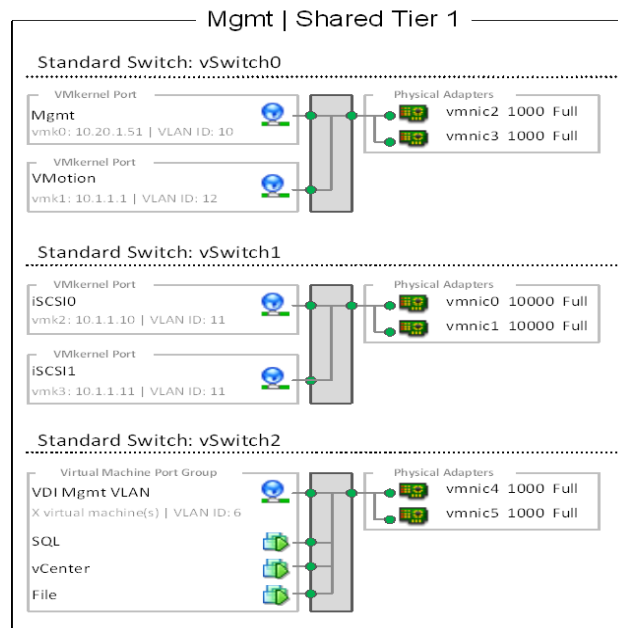 Mgmt | Shared Tier 1
Standard Switch: vSwitch0
VMkernel Port
Physical Adapters
Mgmt
vmk0: 10.20.1.51 | VLAN ID: 10
vmnic2 1000 Full
vmnic3 1000 Full
VMkernel Port
VMotion
vmk1: 10.1.1.1 | VLAN ID: 12
Standard Switch: vSwitch1
VMkernel Port
Physical Adapters
iSCSI0
vmk2: 10.1.1.10 | VLAN ID: 11
vmnic0 10000 Full
vmnic1 10000 Full
VMkernel Port
iSCSI1
vmk3: 10.1.1.11 | VLAN ID: 11
Standard Switch: vSwitch2
Virtual Machine Port Group
Physical Adapters
VDI Mgmt VLAN
X virtual machine(s) | VLAN ID: 6
vmnic4 1000 Full
vmnic5 1000 Full
SQL
vCenter
File